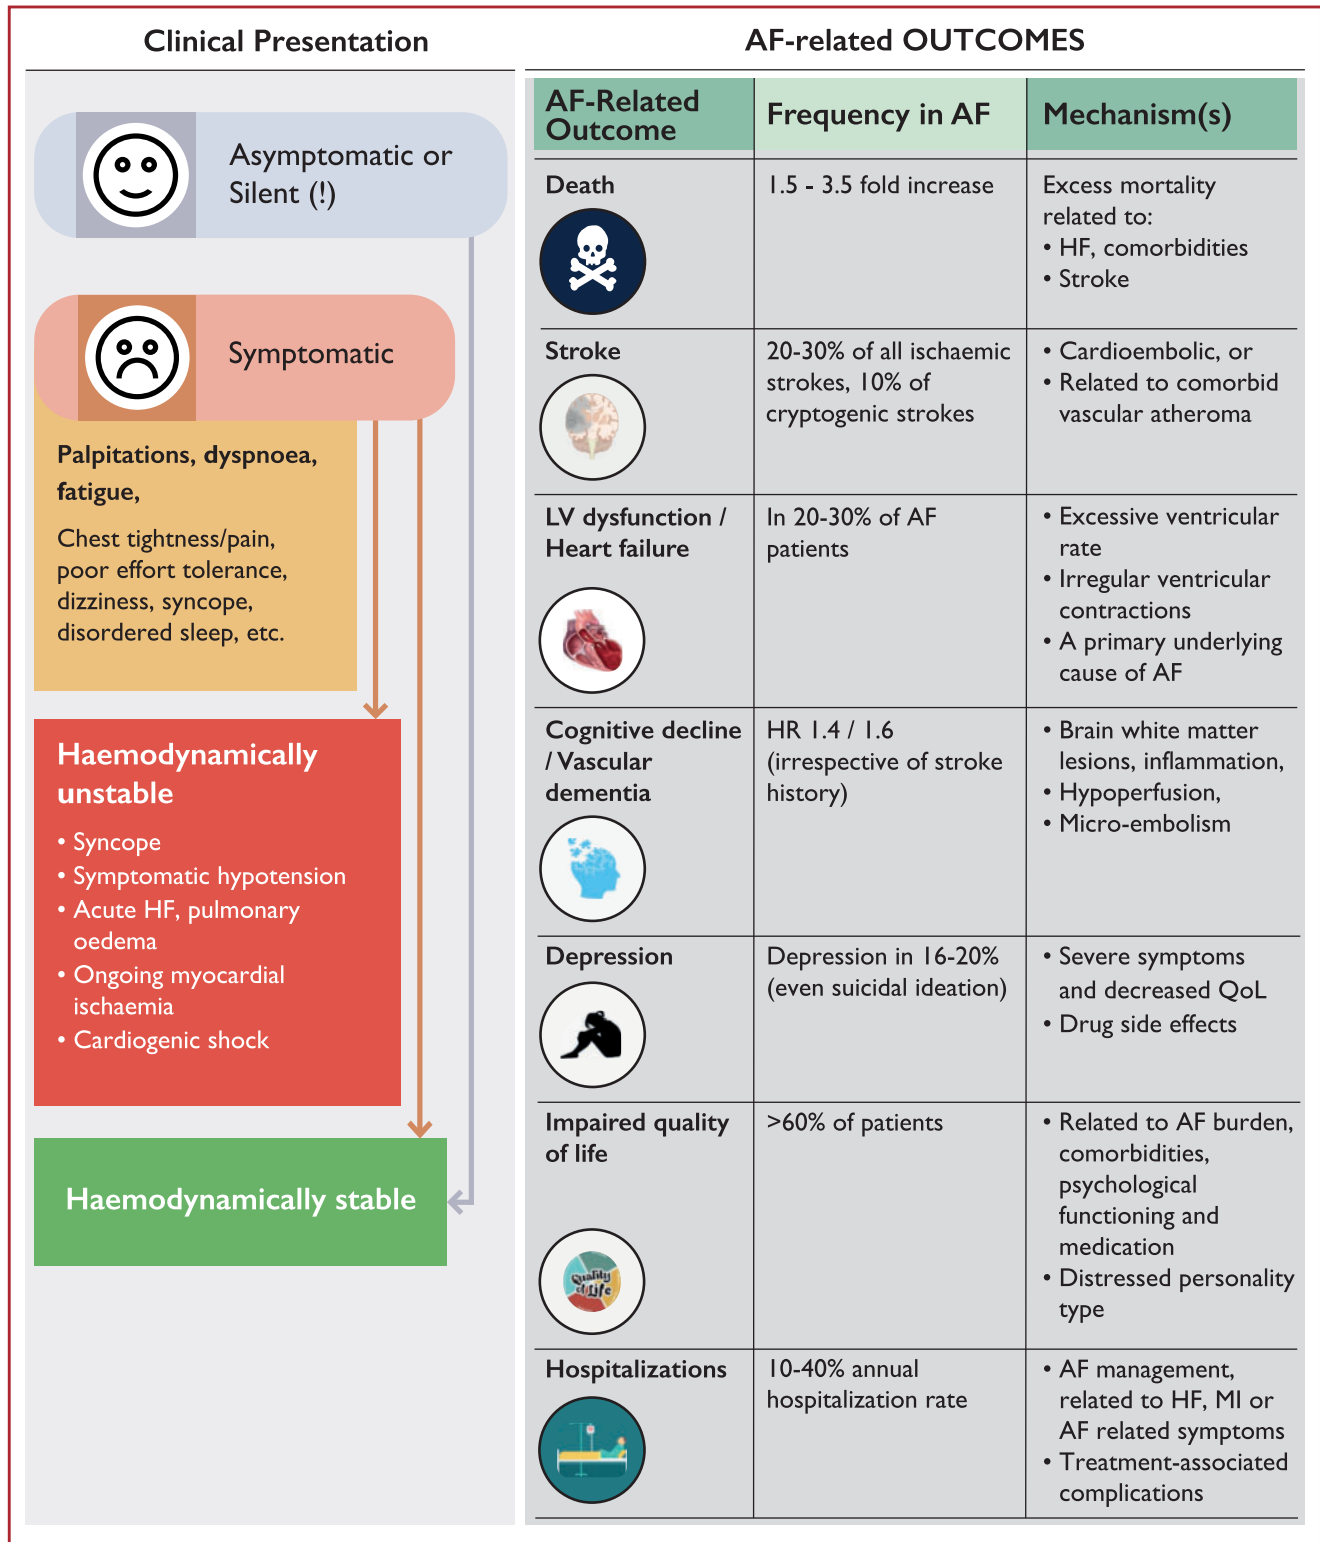 Clinical Presentation
Asymptomatic or
Silent (!)
Symptomatic
Palpitations, dyspnoea,
fatigue,
Chest tightness/pain,
poor effort tolerance,
dizziness, syncope,
disordered sleep, etc.
Haemodynamically
unstable
• Syncope
• Symptomatic hypotension
• Acute HF, pulmonary
oedema
• Ongoing myocardial
ischaemia
• Cardiogenic shock
Haemodynamically stable
AF-related OUTCOMES
AF-Related
Outcome
Frequency in AF
Mechanism(s)
Death
1.5 - 3.5 fold increase
Excess mortality
related to:
• HF, comorbidities
• Stroke
Stroke
20-30% of all ischaemic
strokes, 10% of
cryptogenic strokes
• Cardioembolic, or
• Related to comorbid
vascular atheroma
LV dysfunction /
Heart failure
In 20-30% of AF
patients
• Excessive ventricular
rate
• Irregular ventricular
contractions
• A primary underlying
cause of AF
Cognitive decline
/ Vascular
dementia
HR 1.4 / 1.6
(irrespective of stroke
history)
• Brain white matter
lesions, inflammation,
• Hypoperfusion,
• Micro-embolism
Depression
Depression in 16-20%
(even suicidal ideation)
• Severe symptoms
and decreased QoL
• Drug side effects
Impaired quality
of life
Quality
of Life
>60% of patients
• Related to AF burden,
comorbidities,
psychological
functioning and
medication
• Distressed personality
type
Hospitalizations
10-40% annual
hospitalization rate
• AF management,
related to HF, MI or
AF related symptoms
• Treatment-associated
complications